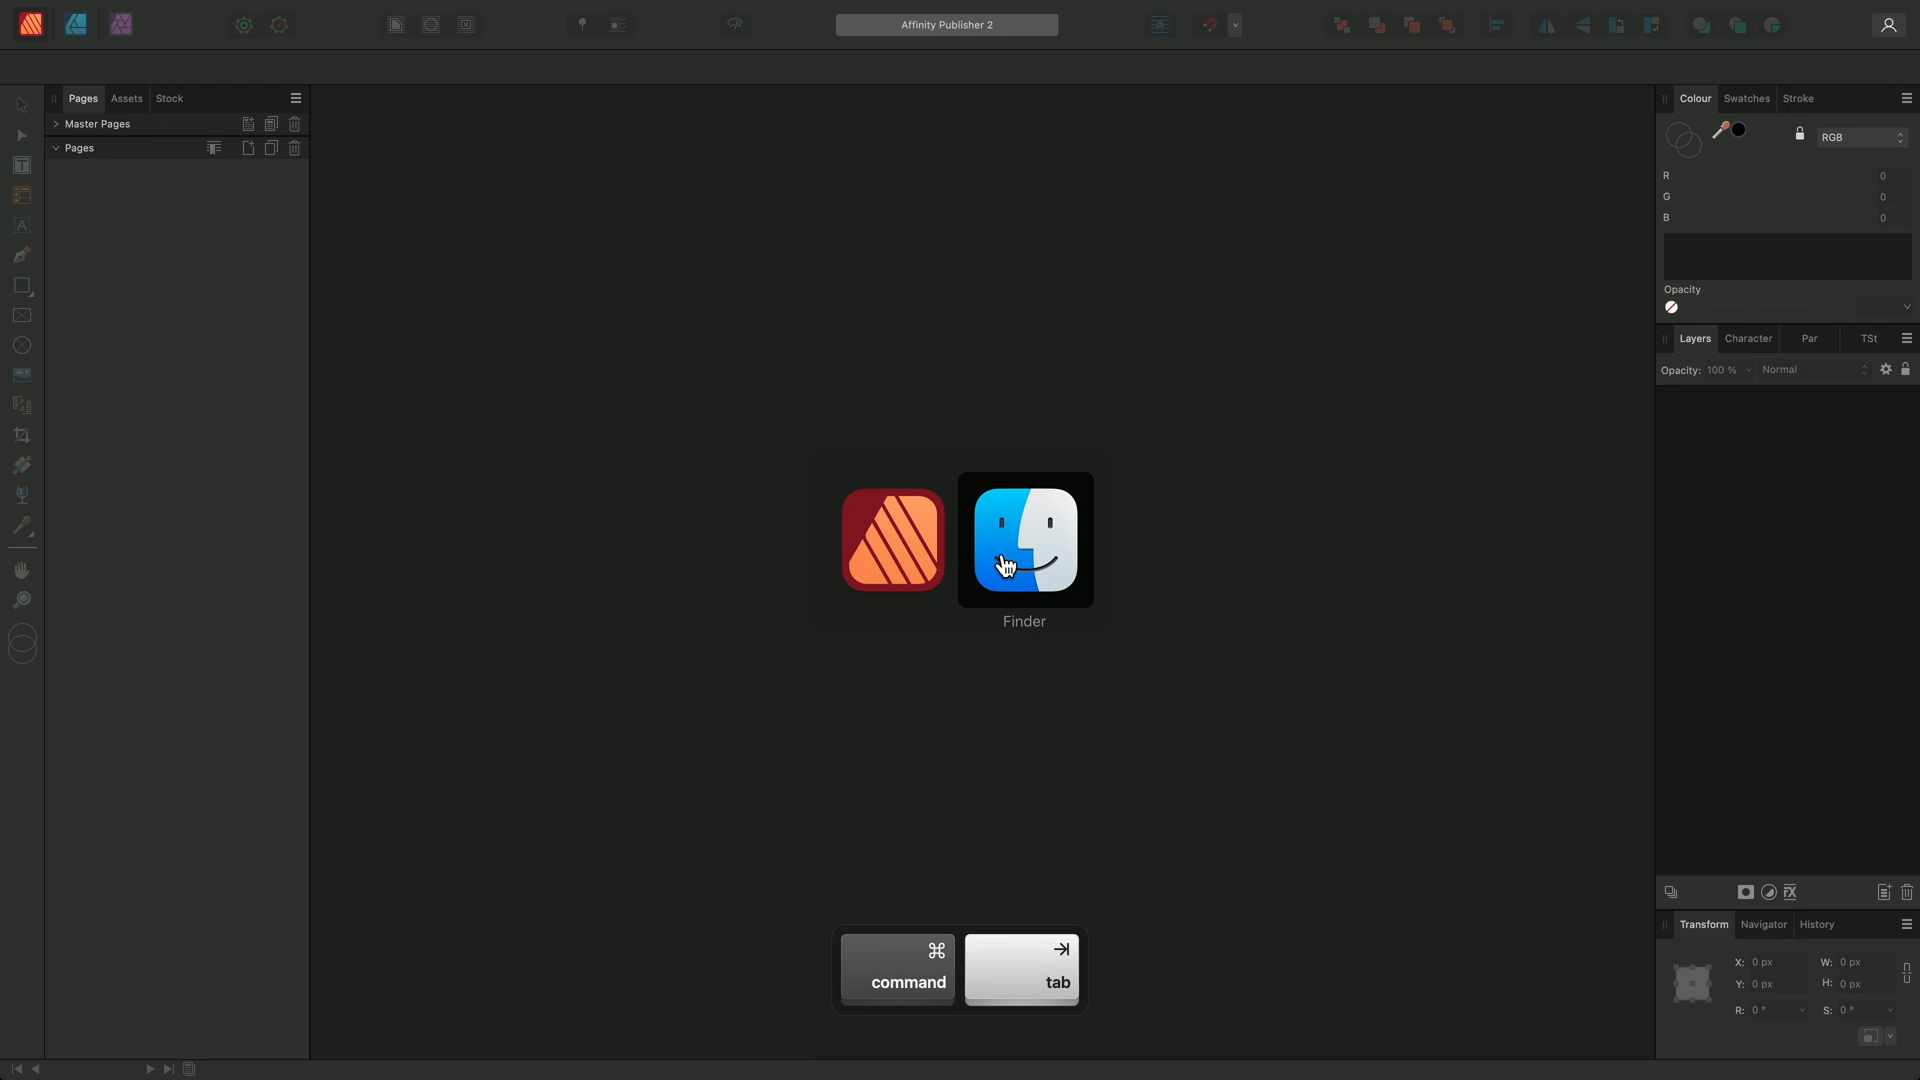 Affinity Publisher 2
Pages Assets Stock
Master Pages
Pages
Colour Swatches Stroke
RGB
R 0
G 0
B 0
Opacity
Layers Character Par TSt
Opacity: 100 % Normal
Finder
command
tab
Transform Navigator History
X: 0 px W: 0 px
Y: 0 px H: 0 px
R: 0 ° S: 0 °